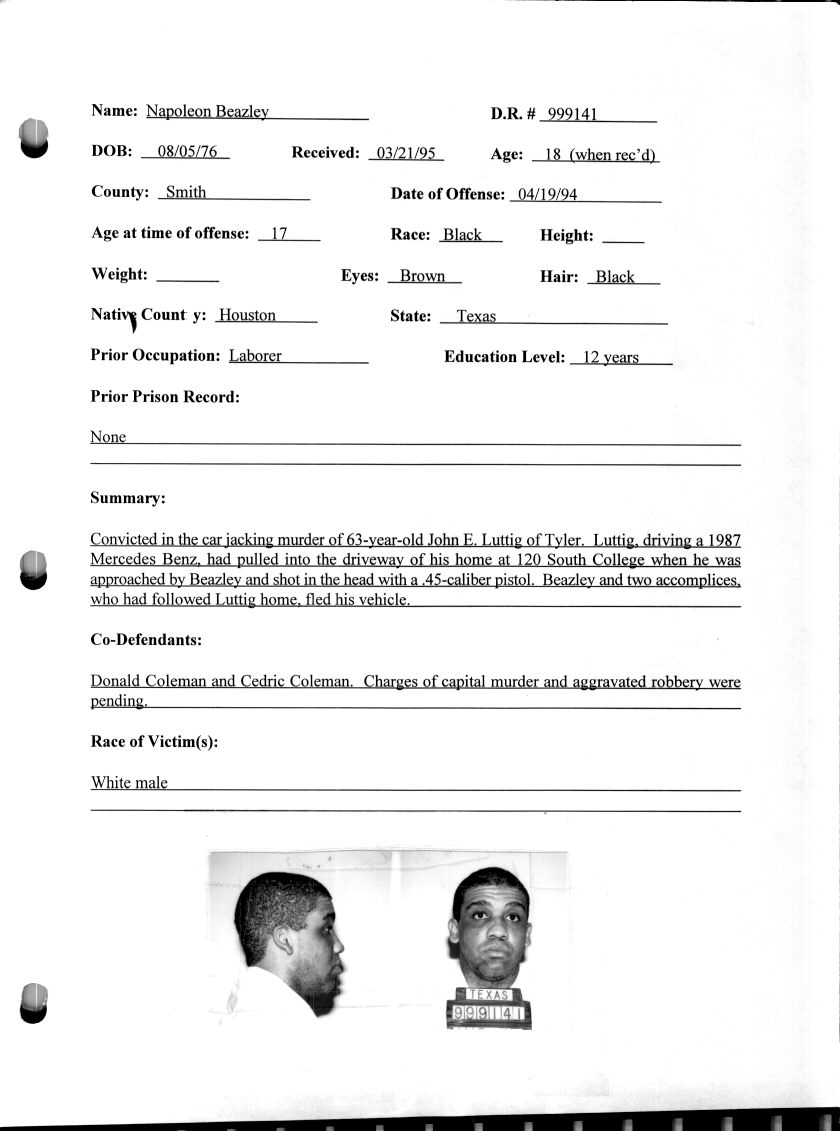 Name: Napoleon Beazley D.R. # 999141
DOB: 08/05/76 Received: 03/21/95 Age: 18 (when rec'd)
County: Smith Date of Offense: 04/19/94
Age at time of offense: 17 Race: Black Height:
Weight: Eyes: Brown Hair: Black
Native County: Houston State: Texas
Prior Occupation: Laborer Education Level: 12 years
Prior Prison Record:
None
Summary:
Convicted in the car jacking murder of 63-year-old John E. Luttig of Tyler. Luttig, driving a 1987
Mercedes Benz, had pulled into the driveway of his home at 120 South College when he was
approached by Beazley and shot in the head with a .45-caliber pistol. Beazley and two accomplices,
who had followed Luttig home, fled his vehicle.
Co-Defendants:
Donald Coleman and Cedric Coleman. Charges of capital murder and aggravated robbery were
pending.
Race of Victim(s):
White male
TEXAS
999141